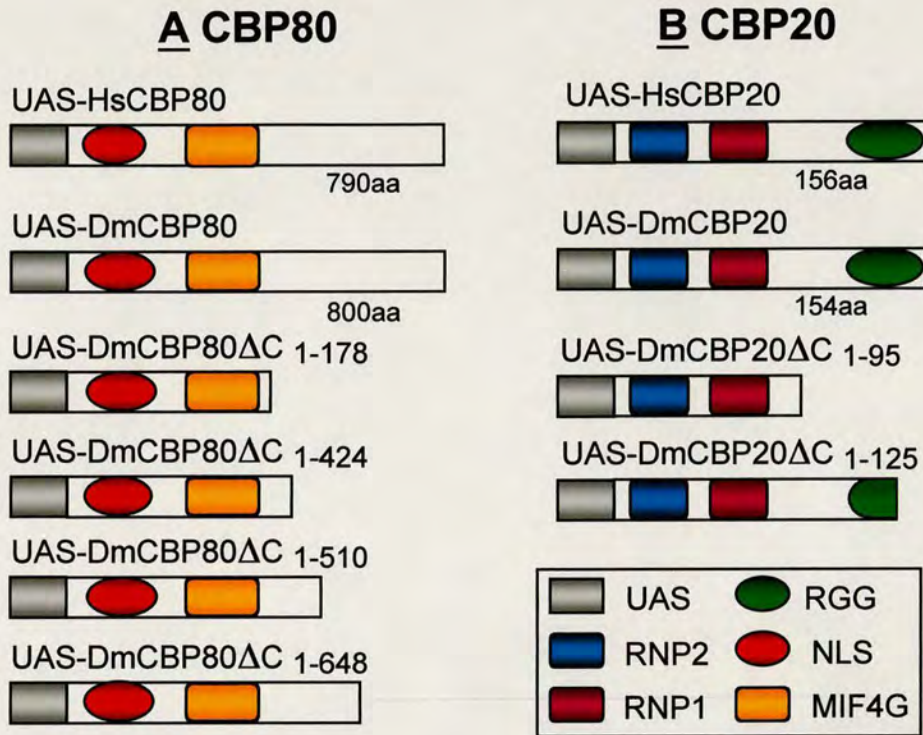 A CBP80
UAS-HsCBP80
790aa
UAS-DmCBP80
800aa
UAS-DmCBP80ΔC 1-178
UAS-DmCBP80ΔC 1-424
UAS-DmCBP80ΔC 1-510
UAS-DmCBP80ΔC 1-648
B CBP20
UAS-HsCBP20
156aa
UAS-DmCBP20
154aa
UAS-DmCBP20ΔC 1-95
UAS-DmCBP20ΔC 1-125
UAS
RGG
RNP2
NLS
RNP1
MIF4G